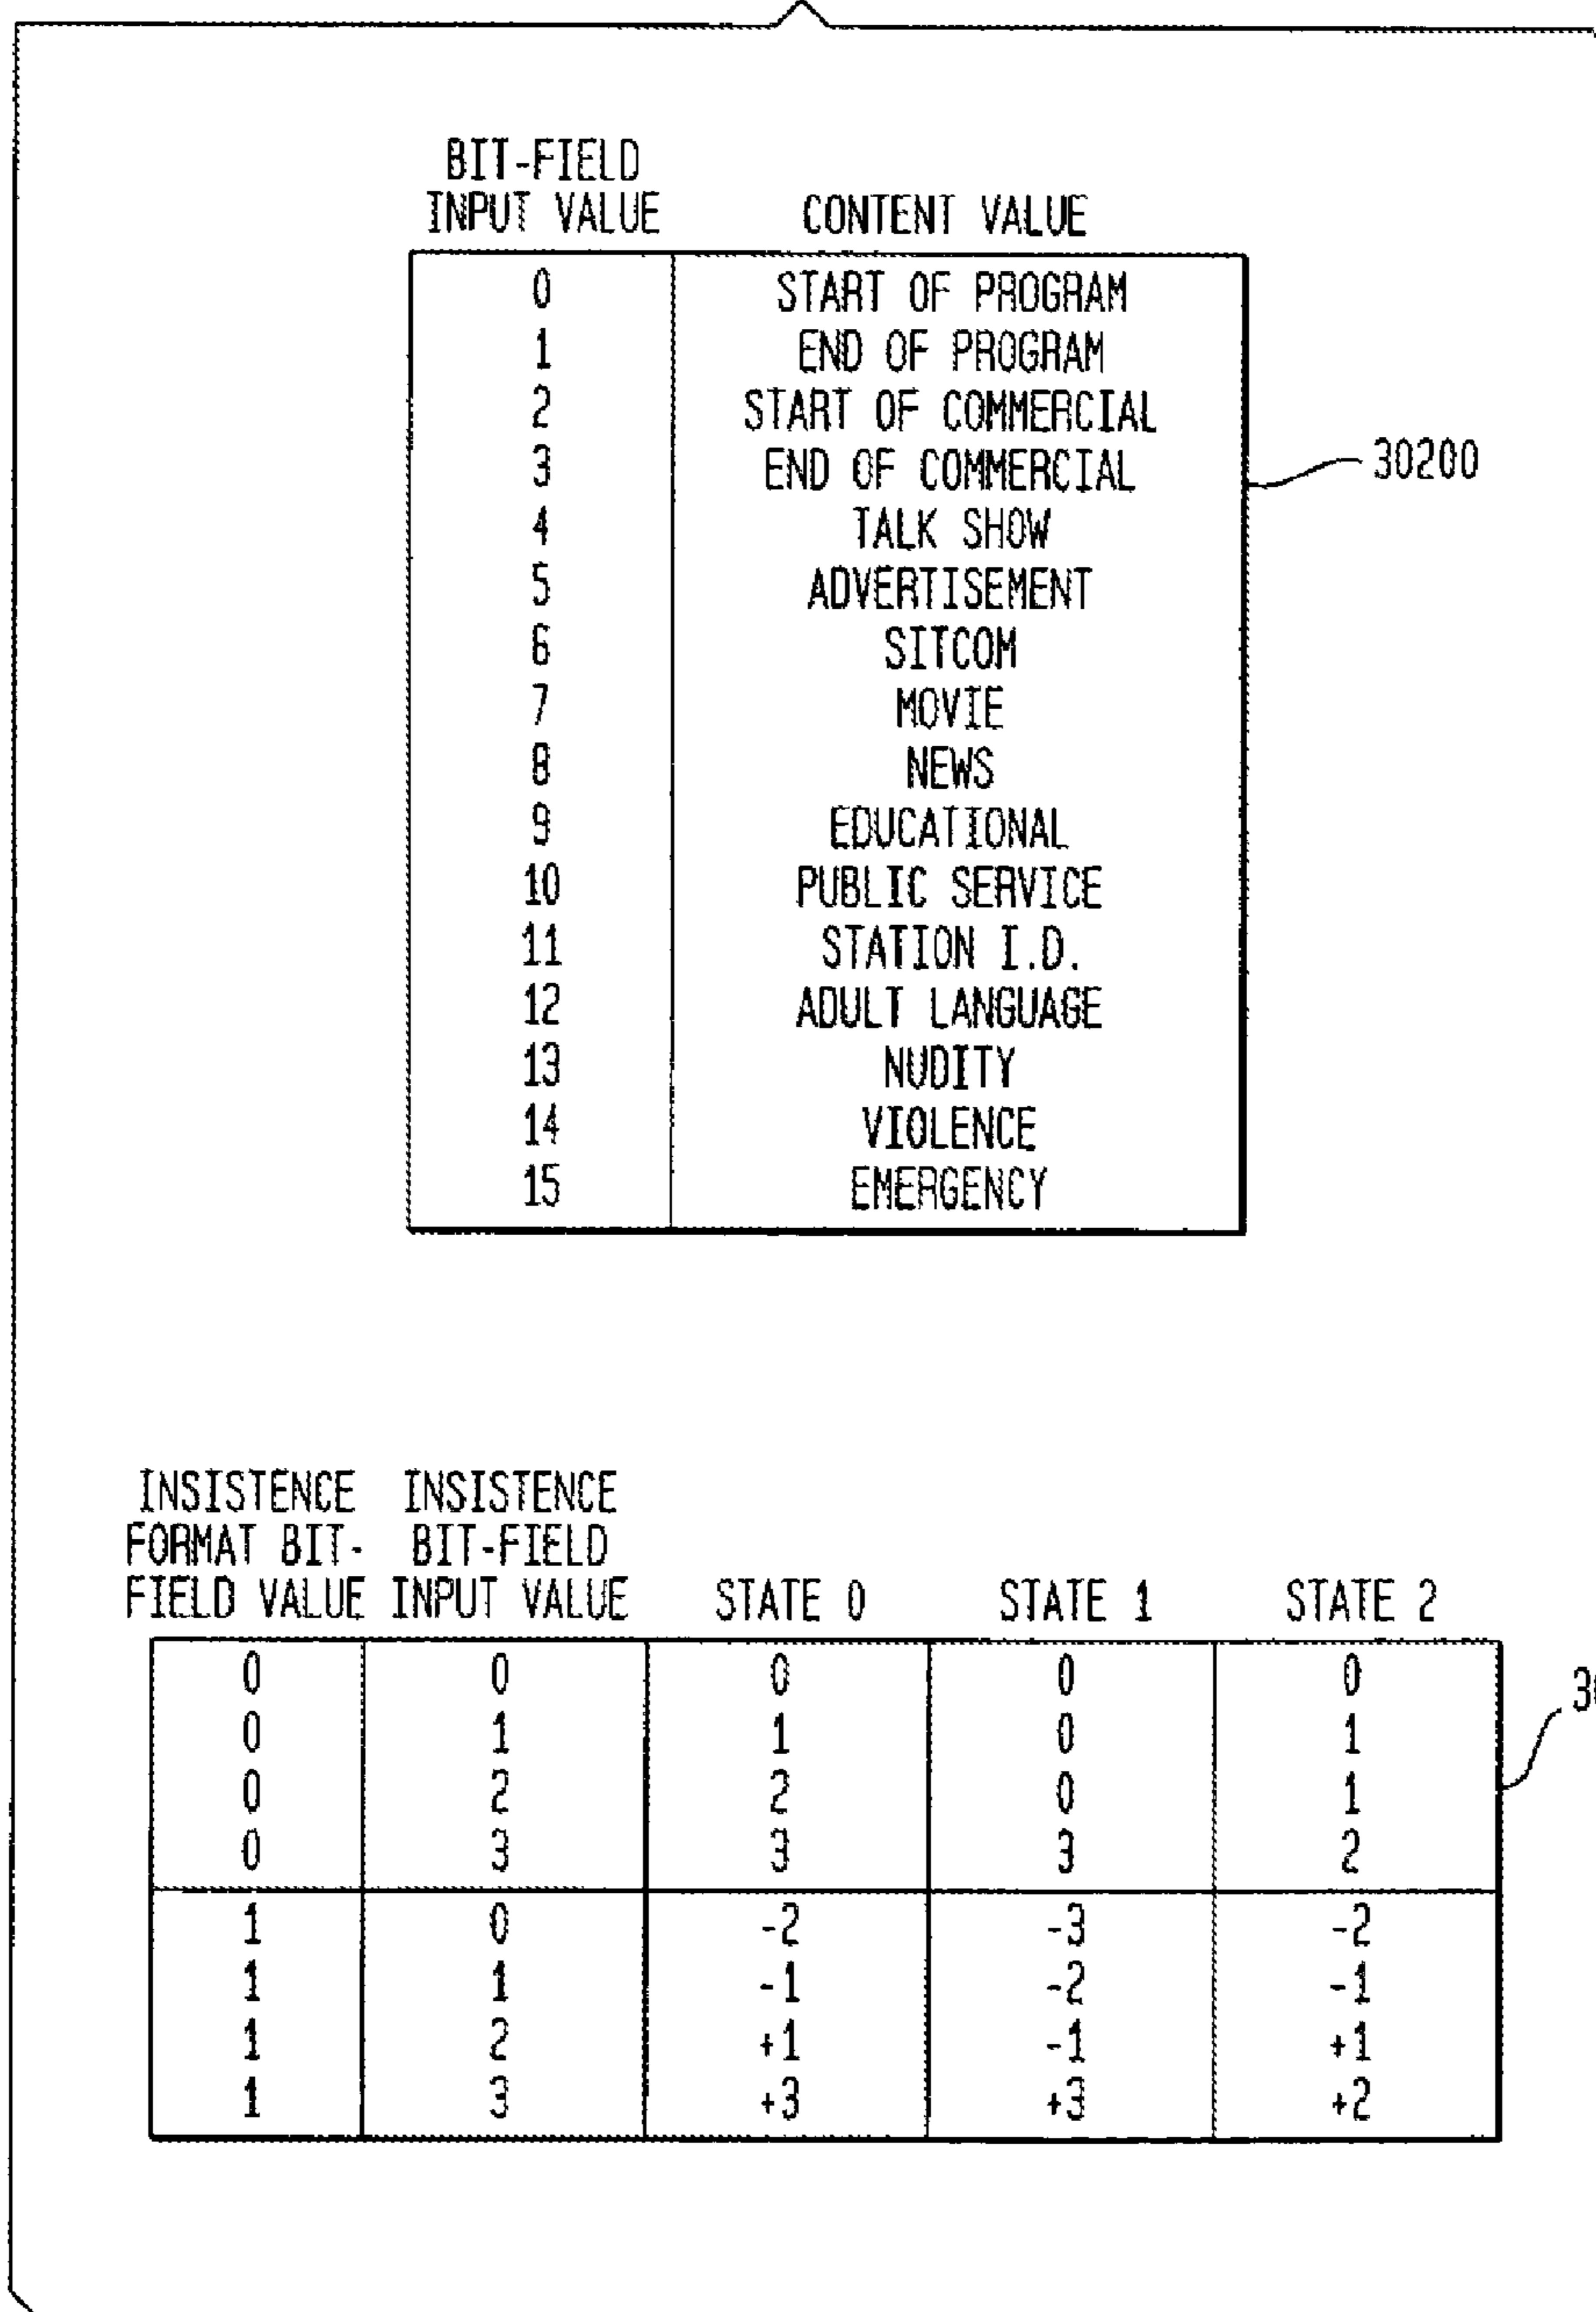 BIT-FIELD
INPUT VALUE CONTENT VALUE
0 START OF PROGRAM
1 END OF PROGRAM
2 START OF COMMERCIAL
3 END OF COMMERCIAL
30200
4 TALK SHOW
5 ADVERTISEMENT
6 SITCOM
7 MOVIE
8 NEWS
9 EDUCATIONAL
10 PUBLIC SERVICE
11 STATION I.D.
12 ADULT LANGUAGE
13 NUDITY
14 VIOLENCE
15 EMERGENCY
INSISTENCE INSISTENCE
FORMAT BIT- BIT-FIELD
FIELD VALUE INPUT VALUE STATE 0 STATE 1 STATE 2
0 0 0 0 0
0 1 1 0 1
0 2 2 0 1
0 3 3 3 2
1 0 -2 -3 -2
1 1 -1 -2 -1
1 2 +1 -1 +1
1 3 +3 +3 +2